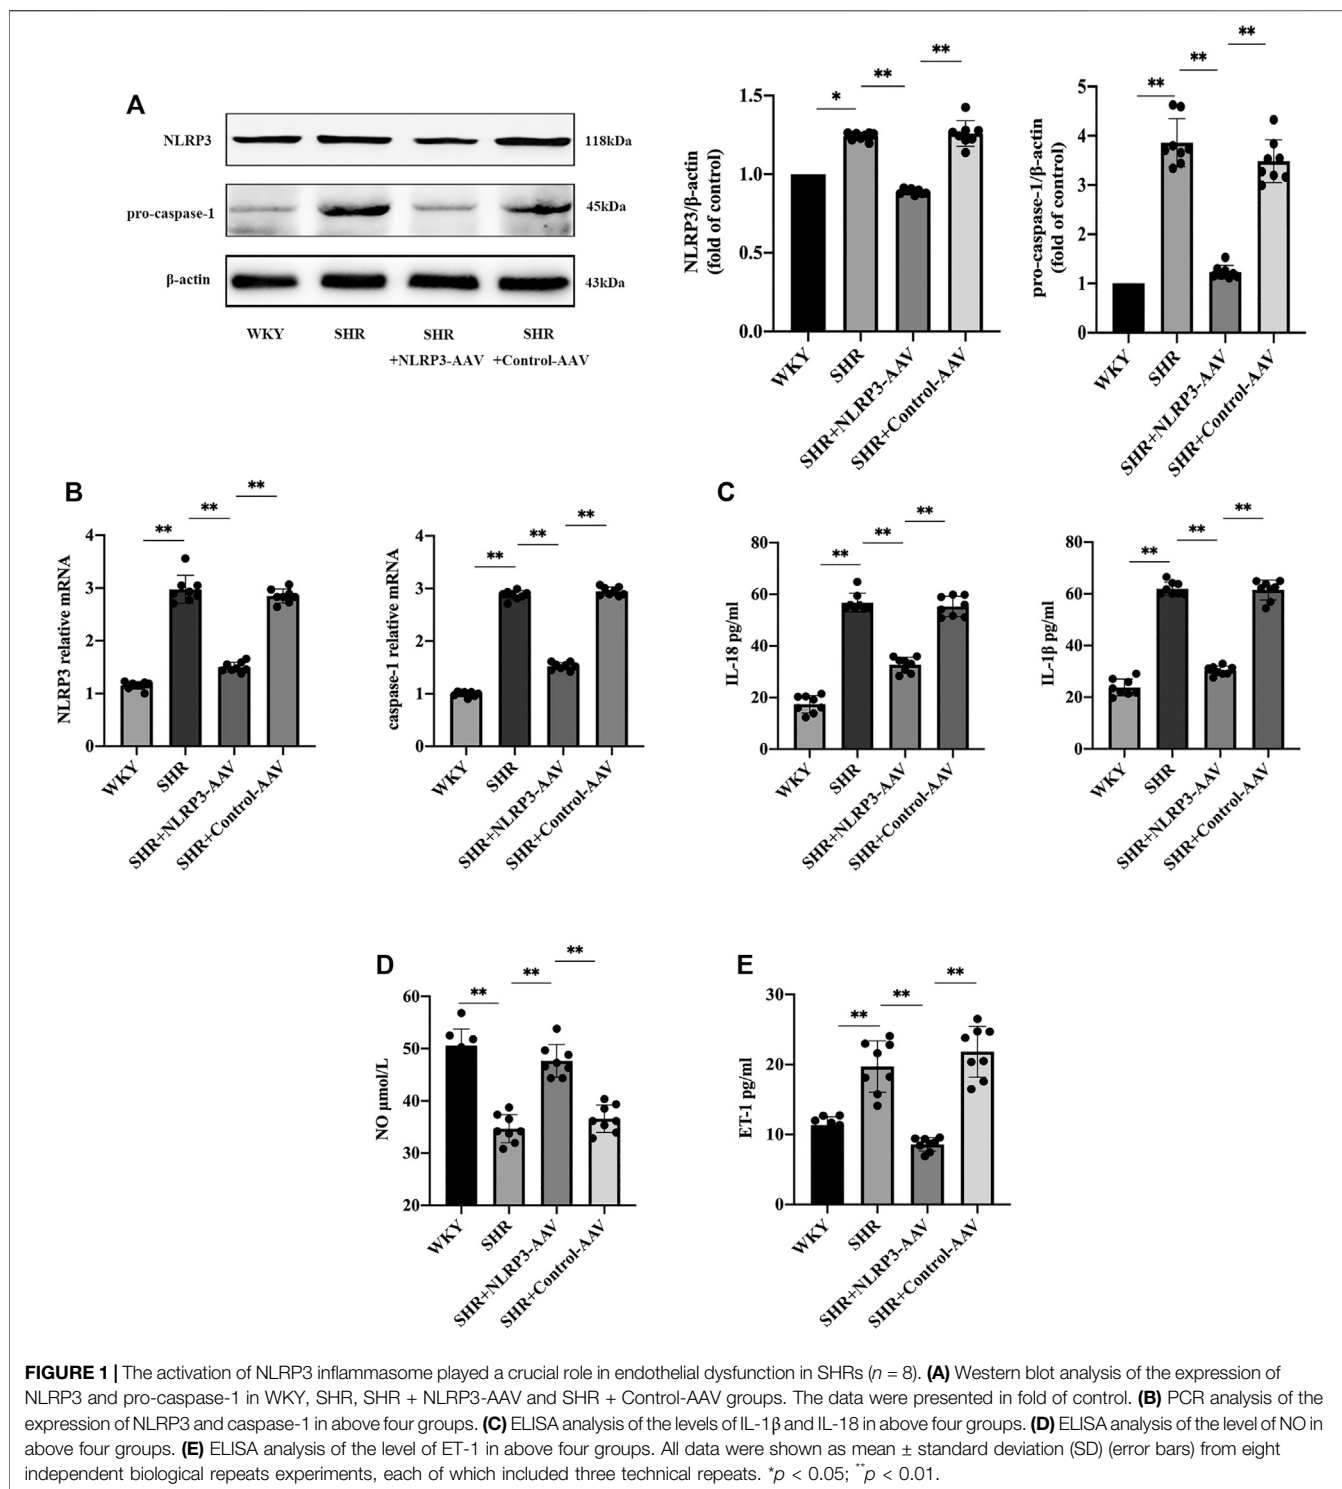 A
NLRP3
118kDa
pro-caspase-1
45kDa
β-actin
43kDa
WKY SHR SHR SHR
+NLRP3-AAV +Control-AAV
NLRP3/β-actin
(fold of control)
1.5
1.0
0.5
0.0
* ** **
WKY
SHR
SHR+NLRP3-AAV
SHR+Control-AAV
pro-caspase-1/β-actin
(fold of control)
5
4
3
2
1
0
** ** **
WKY
SHR
SHR+NLRP3-AAV
SHR+Control-AAV
B
NLRP3 relative mRNA
4
3
2
1
0
** ** **
WKY
SHR
SHR+NLRP3-AAV
SHR+Control-AAV
caspase-1 relative mRNA
4
3
2
1
0
** ** **
WKY
SHR
SHR+NLRP3-AAV
SHR+Control-AAV
C
IL-18 pg/ml
80
60
40
20
0
** ** **
WKY
SHR
SHR+NLRP3-AAV
SHR+Control-AAV
IL-1β pg/ml
80
60
40
20
0
** ** **
WKY
SHR
SHR+NLRP3-AAV
SHR+Control-AAV
D
NO μmol/L
60
50
40
30
20
** ** **
WKY
SHR
SHR+NLRP3-AAV
SHR+Control-AAV
E
ET-1 pg/ml
30
20
10
0
** ** **
WKY
SHR
SHR+NLRP3-AAV
SHR+Control-AAV
FIGURE 1 | The activation of NLRP3 inflammasome played a crucial role in endothelial dysfunction in SHRs (n = 8). (A) Western blot analysis of the expression of
NLRP3 and pro-caspase-1 in WKY, SHR, SHR + NLRP3-AAV and SHR + Control-AAV groups. The data were presented in fold of control. (B) PCR analysis of the
expression of NLRP3 and caspase-1 in above four groups. (C) ELISA analysis of the levels of IL-1β and IL-18 in above four groups. (D) ELISA analysis of the level of NO in
above four groups. (E) ELISA analysis of the level of ET-1 in above four groups. All data were shown as mean ± standard deviation (SD) (error bars) from eight
independent biological repeats experiments, each of which included three technical repeats. *p < 0.05; **p < 0.01.